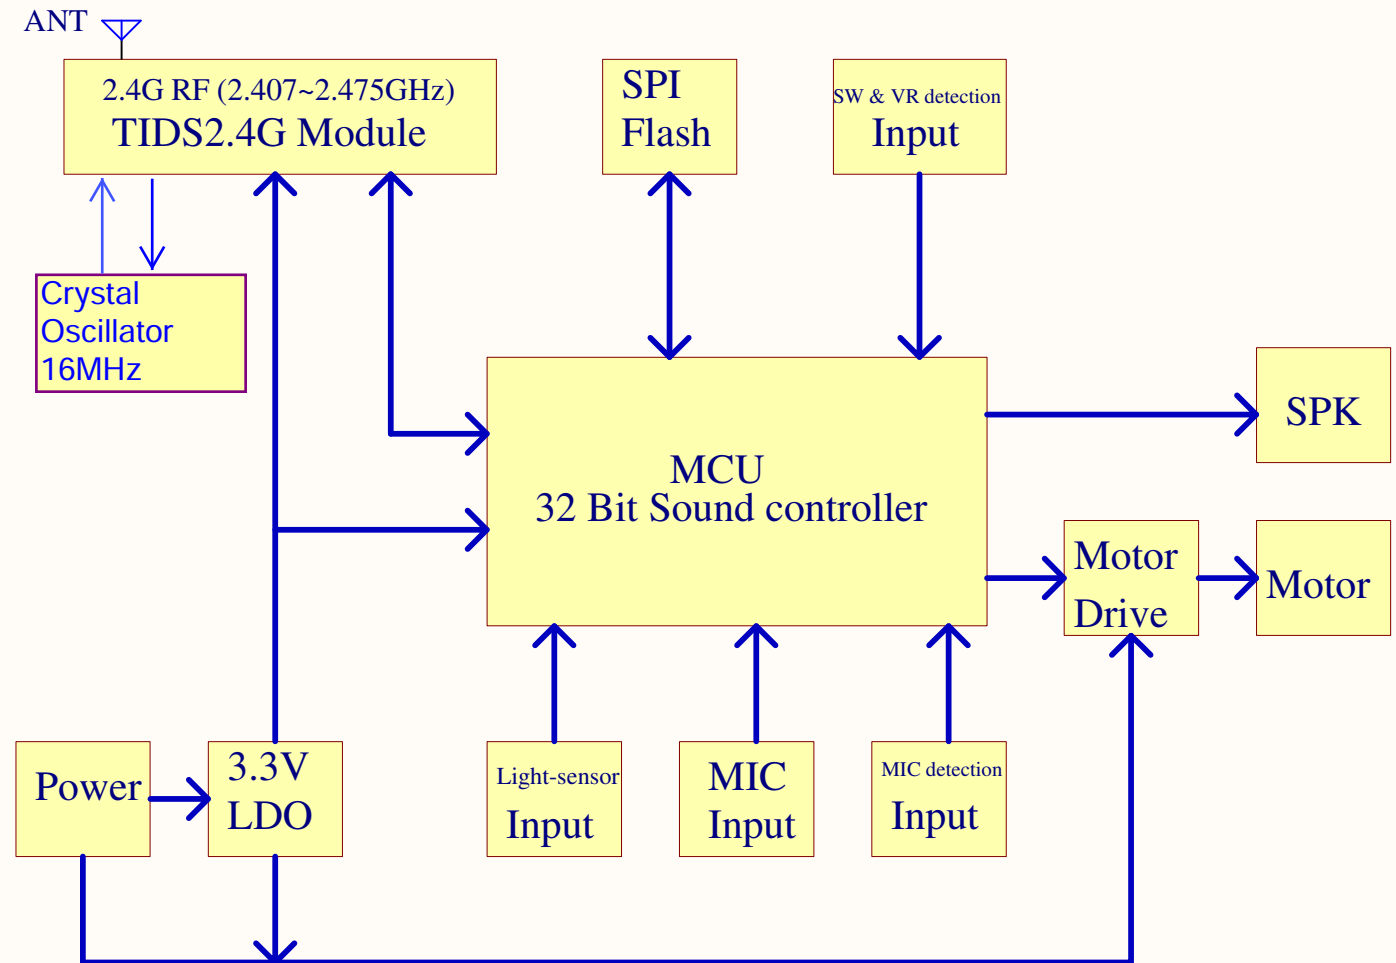 ANT
2.4G RF (2.407~2.475GHz)
TIDS2.4G Module
SPI
Flash
SW & VR detection
Input
Crystal
Oscillator
16MHz
MCU
32 Bit Sound controller
SPK
Motor
Drive
Motor
Power
3.3V
LDO
Light-sensor
Input
MIC
Input
MIC detection
Input